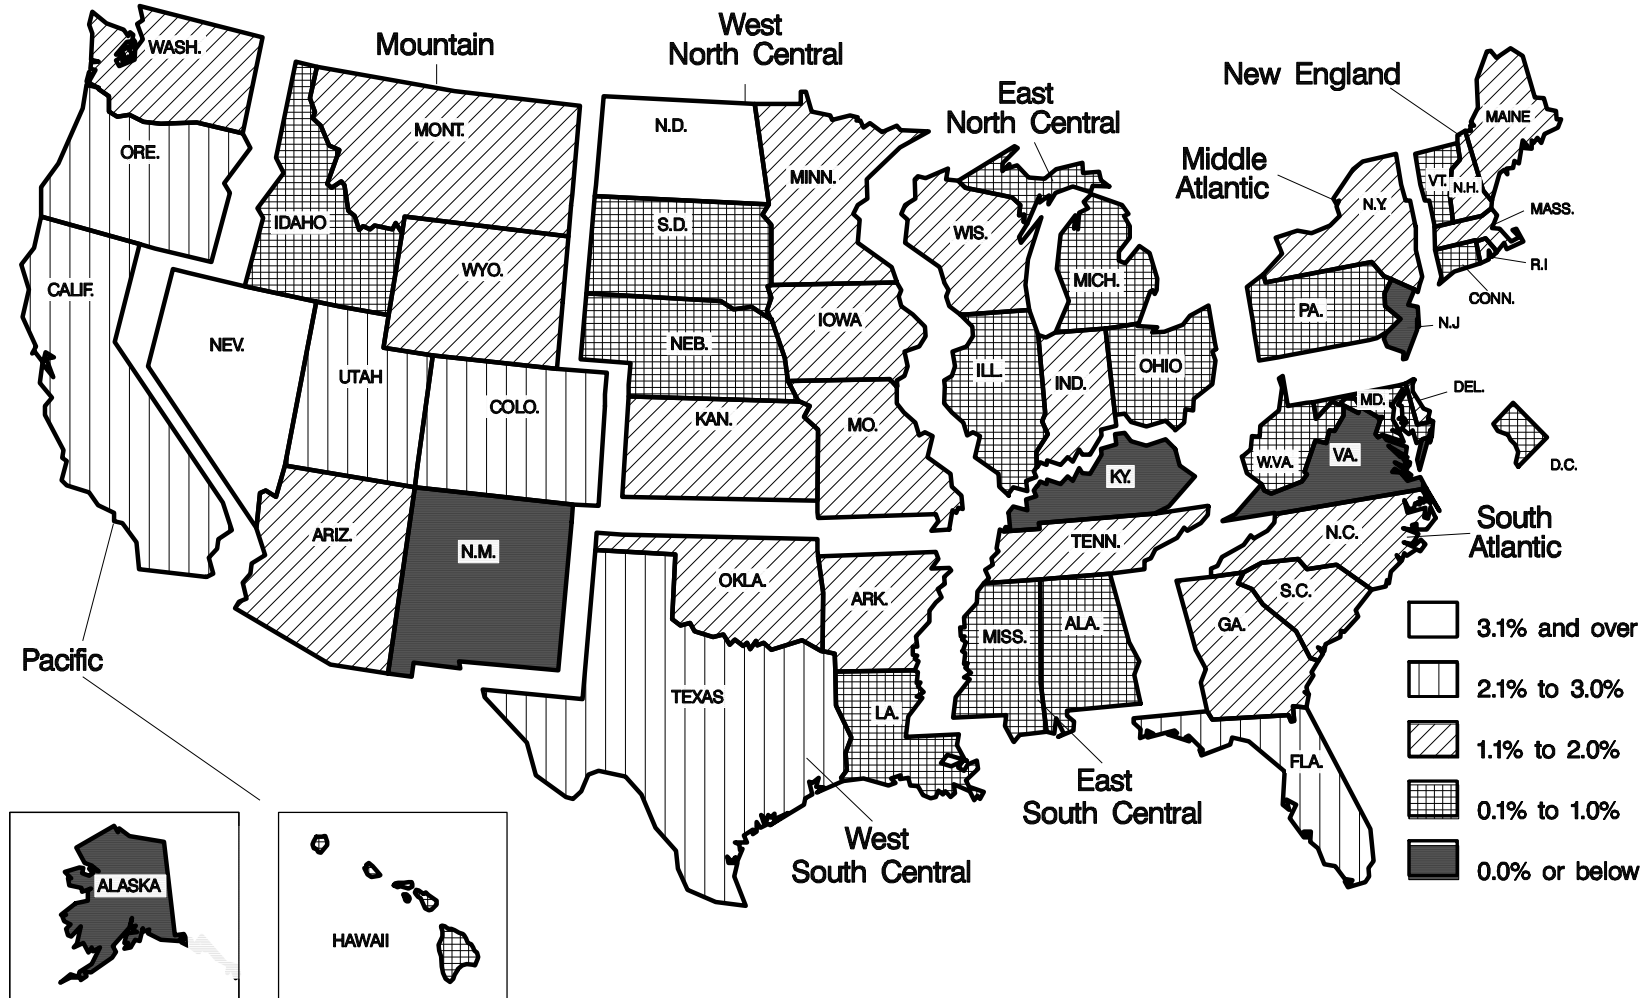 West
North Central
Mountain
WASH.
New England
East
North Central
MAINE
N.D.
MONT.
ORE.
Middle
Atlantic
MINN.
VT.
N.H.
N.Y.
MASS.
IDAHO
S.D.
WIS.
R.I
WYO.
MICH.
CONN.
CALIF.
PA.
N.J
IOWA
NEV.
NEB.
OHIO
ILL.
IND.
UTAH
DEL.
MD.
COLO.
KAN.
MO.
VA.
W.VA.
D.C.
KY.
South
Atlantic
ARIZ.
N.C.
TENN.
N.M.
OKLA.
S.C.
ARK.
GA.
ALA.
MISS.
3.1% and over
Pacific
2.1% to 3.0%
TEXAS
LA.
1.1% to 2.0%
FLA.
East
South Central
0.1% to 1.0%
West
South Central
0.0% or below
ALASKA
HAWAII